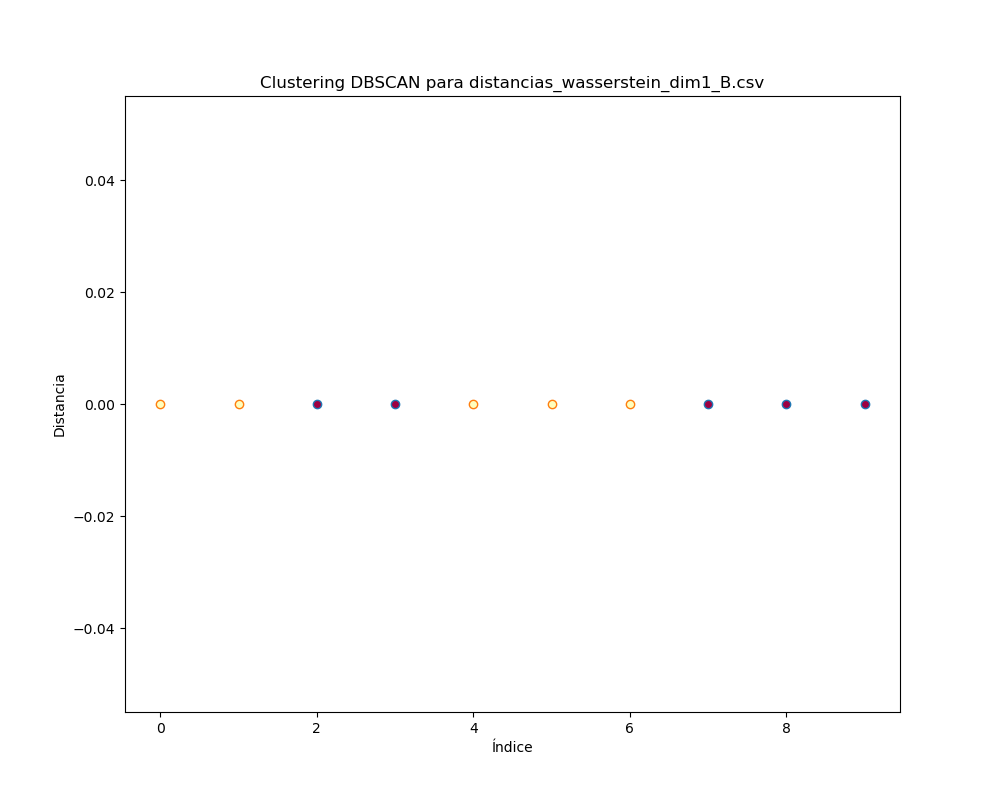 Clustering DBSCAN para distancias_wasserstein_dim1_B.csv
0.04
0.02
0.00
−0.02
−0.04
Distancia
0 2 4 6 8
Índice